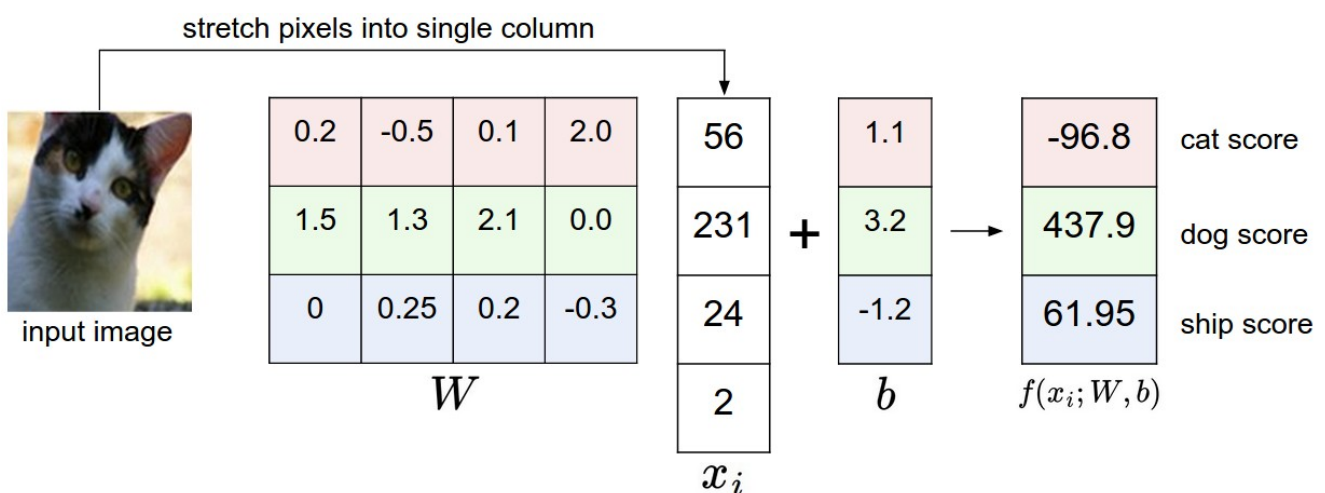 stretch pixels into single column
0.2 -0.5 0.1 2.0 56 1.1 -96.8 cat score
1.5 1.3 2.1 0.0 231 + 3.2 437.9 dog score
0 0.25 0.2 -0.3 24 -1.2 61.95 ship score
input image
W b f(x_i; W, b)
2
x_i